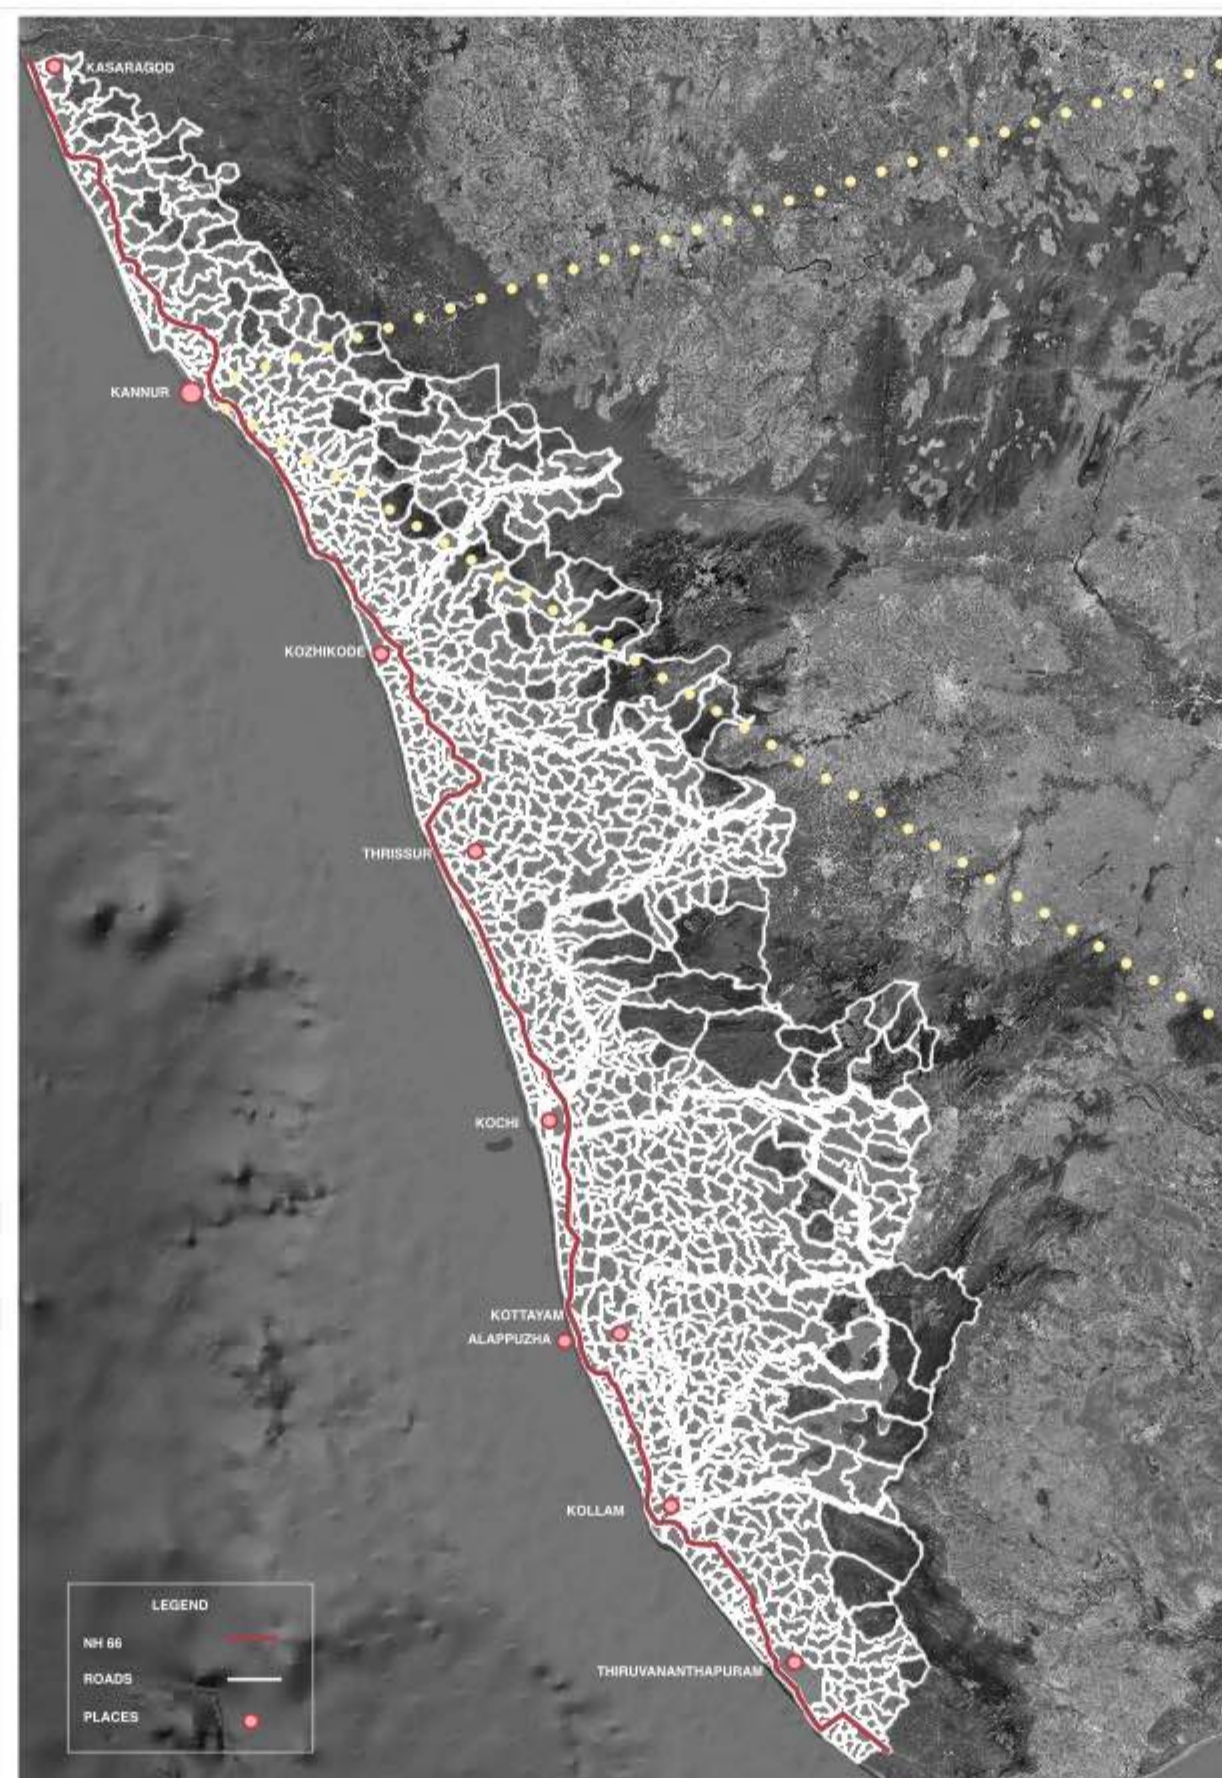 KASARAGOD
KANNUR
KOZHIKODE
THRISSUR
KOCHI
KOTTAYAM
ALAPPUZHA
KOLLAM
THIRUVANANTHAPURAM
LEGEND
NH 66
ROADS
PLACES